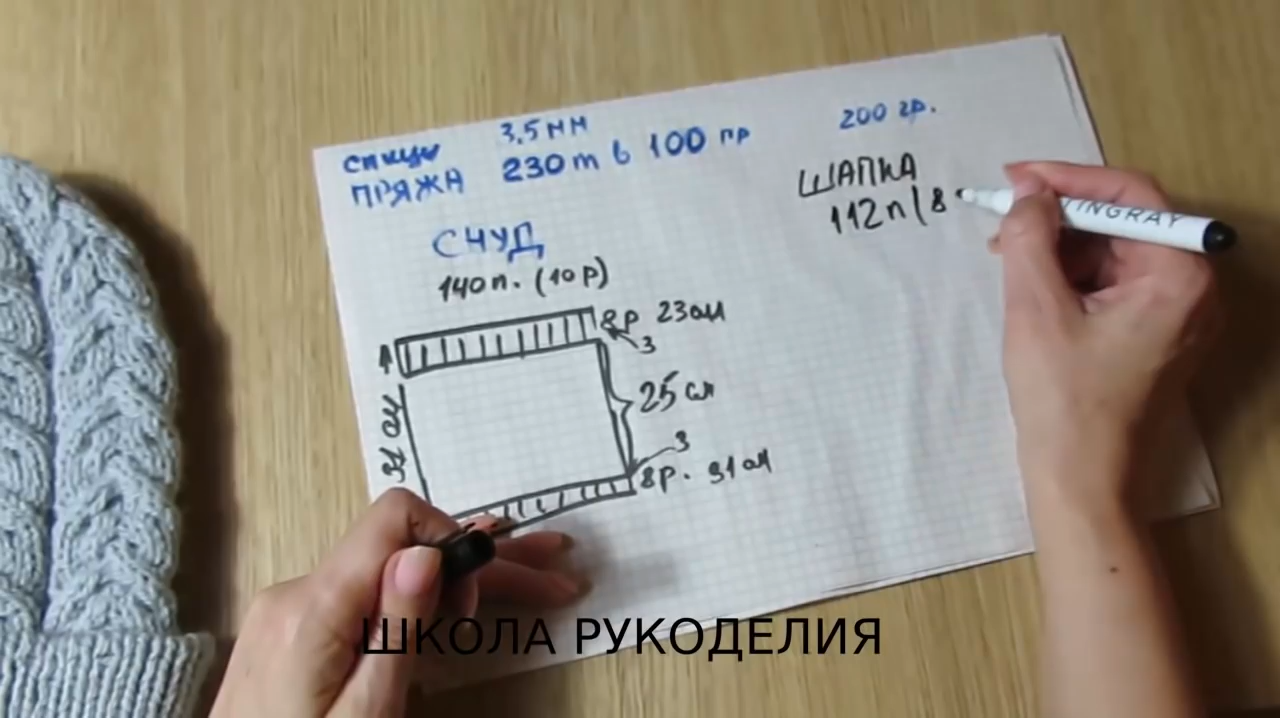 спицы 3,5 мм
ПРЯЖА 230 m в 100 гр
200 гр.
СНУД
140 п. (10 р)
8 р 23 см
3
25 см
31 см
3
8 р. 31 см
ШАПКА
112 п (8
TINGRAY
ШКОЛА РУКОДЕЛИЯ